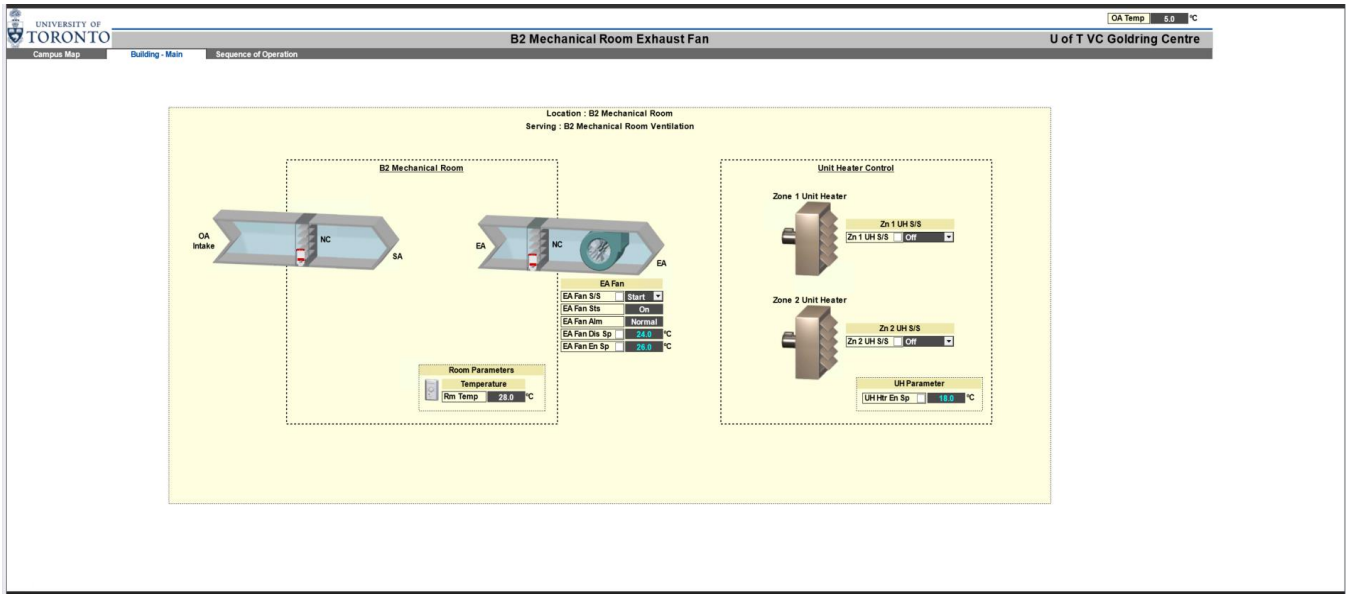 OA Temp 5.0 °C
UNIVERSITY OF
TORONTO
B2 Mechanical Room Exhaust Fan
U of T VC Goldring Centre
Campus Map
Building - Main
Sequence of Operation
Location : B2 Mechanical Room
Serving : B2 Mechanical Room Ventilation
B2 Mechanical Room
OA
Intake
NC
SA
EA
NC
EA
EA Fan
EA Fan S/S Start
EA Fan Sts On
EA Fan Alm Normal
EA Fan Dis Sp 24.0 °C
EA Fan En Sp 26.0 °C
Room Parameters
Temperature
Rm Temp 28.0 °C
Unit Heater Control
Zone 1 Unit Heater
Zn 1 UH S/S
Zn 1 UH S/S Off
Zone 2 Unit Heater
Zn 2 UH S/S
Zn 2 UH S/S Off
UH Parameter
UH Htr En Sp 18.0 °C